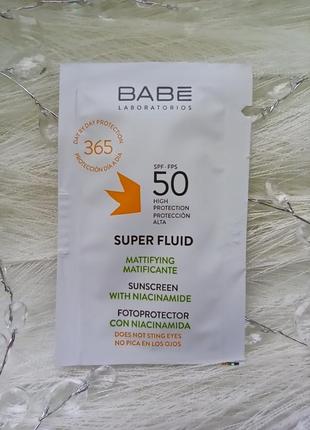 BABÉ
LABORATORIOS
DAY BY DAY PROTECTION
365
PROTECCIÓN DÍA A DÍA
SPF·FPS
50
HIGH
PROTECTION
PROTECCIÓN
ALTA
SUPER FLUID
MATTIFYING
MATIFICANTE
SUNSCREEN
WITH NIACINAMIDE
FOTOPROTECTOR
CON NIACINAMIDA
DOES NOT STING EYES
NO PICA EN LOS OJOS